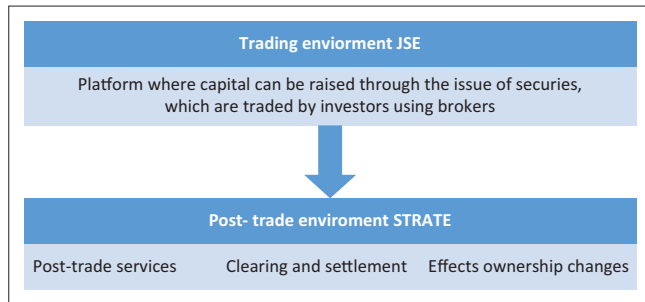 Trading enviorment JSE
Platform where capital can be raised through the issue of securies,
which are traded by investors using brokers
Post- trade enviroment STRATE
Post-trade services Clearing and settlement Effects ownership changes